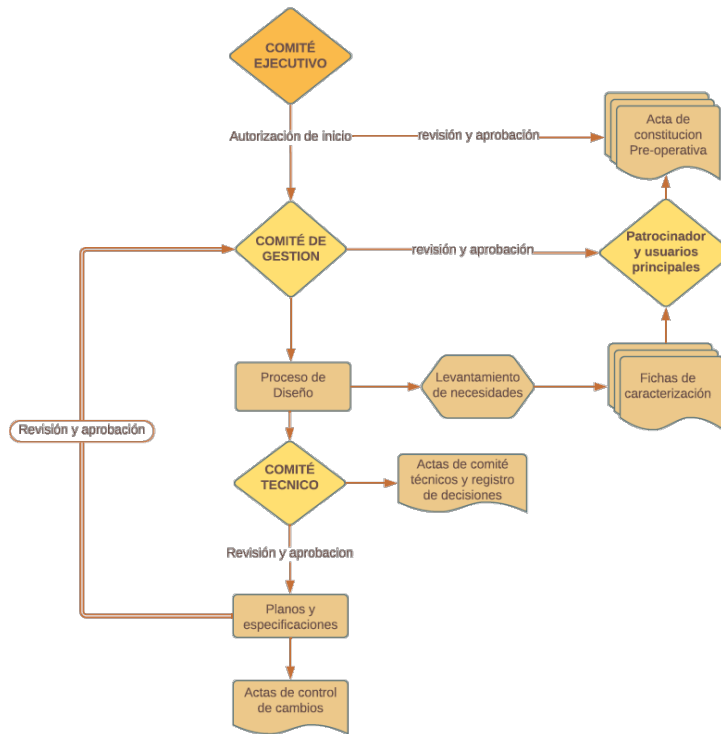 COMITÉ
EJECUTIVO
Autorización de inicio
revisión y aprobación
Acta de
constitucion
Pre-operativa
COMITÉ DE
GESTION
revisión y aprobación
Patrocinador
y usuarios
principales
Proceso de
Diseño
Levantamiento
de necesidades
Fichas de
caracterización
Revisión y aprobación
COMITÉ
TECNICO
Actas de comité
técnicos y registro
de decisiones
Revisión y aprobacion
Planos y
especificaciones
Actas de control
de cambios